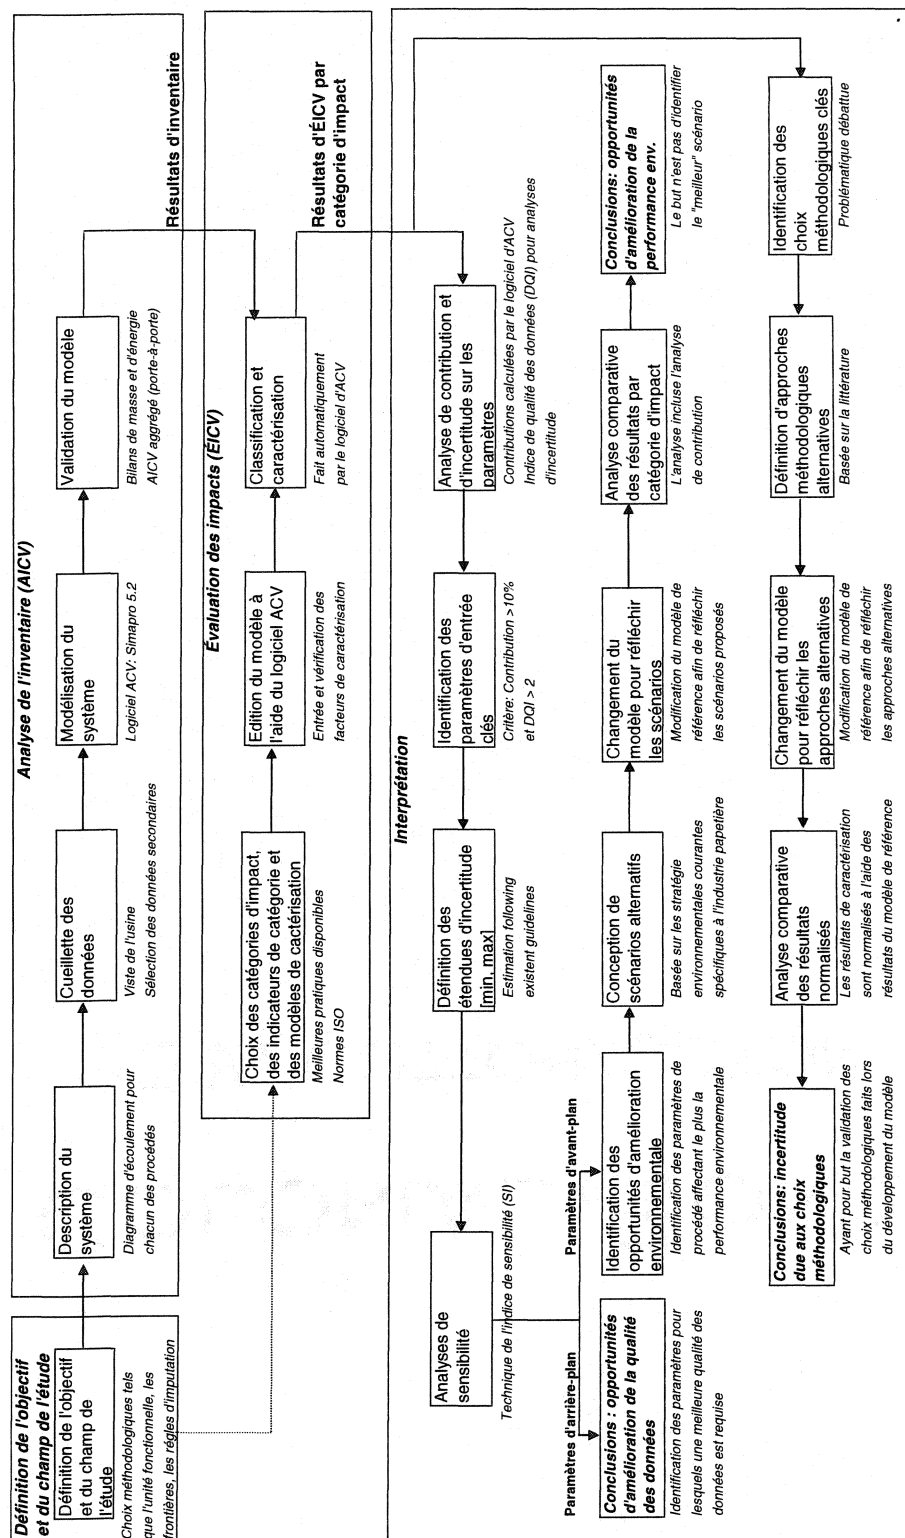 Définition de l'objectif
et du champ de l'étude
Définition de l'objectif
et du champ de
l'étude
Choix méthodologiques tels
que l'unité fonctionnelle, les
frontières, les régles d'imputation
Analyse de l'inventaire (AICV)
Description du
système
Diagramme d'écoulement pour
chacun des procédés
Cueillette des
données
Viste de l'usine
Sélection des données secondaires
Modélisation du
système
Logiciel ACV: Simapro 5.2
Validation du modèle
Bilans de masse et d'énergie
AICV aggrégé (porte-à-porte)
Résultats d'inventaire
Évaluation des impacts (ÉICV)
Choix des catégories d'impact,
des indicateurs de catégorie et
des modèles de cactérisation
Meilleures pratiques disponibles
Normes ISO
Edition du modèle à
l'aide du logiciel ACV
Entrée et vérification des
facteurs de caractérisation
Classification et
caractérisation
Fait automatiquement
par le logiciel d'ACV
Résultats d'ÉICV par
catégorie d'impact
Interprétation
Analyse de contribution et
d'incertitude sur les
paramètres
Contributions calculées par le logiciel d'ACV
Indice de qualité des données (DQI) pour analyses
d'incertitude
Identification des
paramètres d'entrée
clés
Critère: Contribution >10%
et DQI > 2
Définition des
étendues d'incertitude
[min, max]
Estimation following
existent guidelines
Analyses de
sensibilité
Technique de l'indice de sensibilité (SI)
Paramètres d'arrière-plan
Paramètres d'avant-plan
Conclusions : opportunités
d'amélioration de la qualité
des données
Identification des paramètres pour
lesquels une meilleure qualité des
données est requise
Identification des
opportunités d'amélioration
environnementale
Identification des paramètres de
procédé affectant le plus la
performance environnementale
Conception de
scénarios alternatifs
Basée sur les stratégie
environnementales courantes
spécifiques à l'industrie papetière
Changement du
modèle pour réfléchir
les scénarios
Modification du modèle de
référence afin de réfléchir
les scénarios proposés
Analyse comparative
des résultats par
catégorie d'impact
L'analyse incluse l'analyse
de contribution
Conclusions: opportunités
d'amélioration de la
performance env.
Le but n'est pas d'identifier
le "meilleur" scénario
Identification des
choix
méthodologiques clés
Problématique débattue
Définition d'approches
méthodologiques
alternatives
Basée sur la littérature
Changement du modèle
pour réfléchir les
approches alternatives
Modification du modèle de
référence afin de réfléchir
les approches alternatives
Analyse comparative
des résultats
normalisés
Les résultats de caractérisation
sont normalisés à l'aide des
résultats du modèle de référence
Conclusions: incertitude
due aux choix
méthodologiques
Ayant pour but la validation des
choix méthodologiques faits lors
du développement du modèle